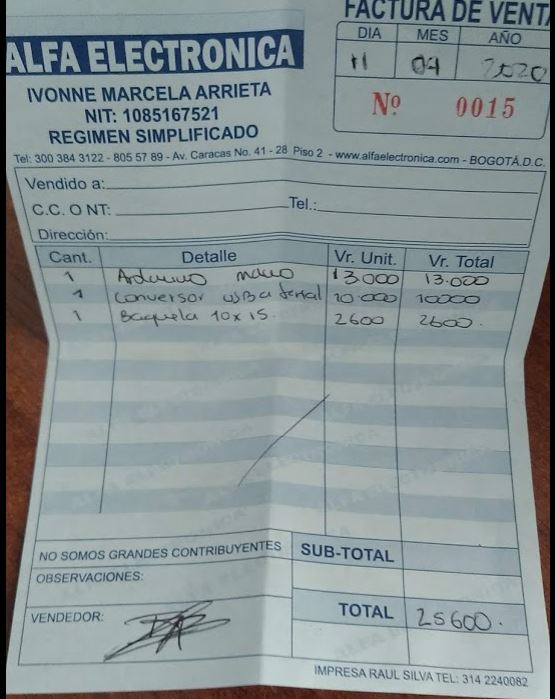 FACTURA DE VENTA
DIA MES AÑO
11 04 2020
Nº 0015
ALFA ELECTRONICA
IVONNE MARCELA ARRIETA
NIT: 1085167521
REGIMEN SIMPLIFICADO
Tel: 300 384 3122 - 805 57 89 - Av. Caracas No. 41 - 28 Piso 2 - www.alfaelectronica.com - BOGOTÁ D.C.
Vendido a:
C.C. O NT: Tel.:
Dirección:
Cant. Detalle Vr. Unit. Vr. Total
1 Arduino nano 13.000 13.000
1 Conversor USB a serial 10.000 10000
1 Baquela 10x15. 2600 2600.
NO SOMOS GRANDES CONTRIBUYENTES SUB-TOTAL
OBSERVACIONES:
VENDEDOR: TOTAL 25600.
IMPRESA RAUL SILVA TEL: 314 2240082